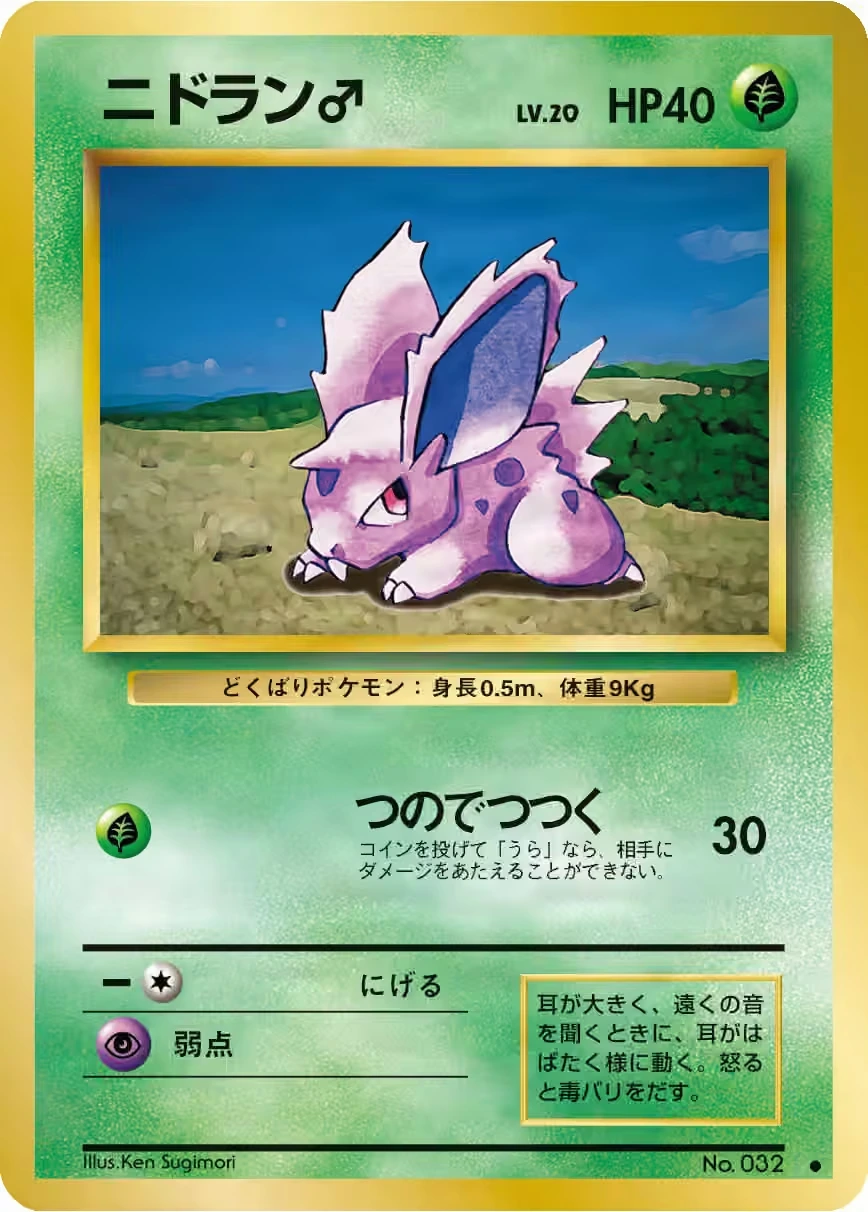 ニドラン♂ LV.20 HP40
どくばりポケモン：身長0.5m、体重9Kg
つのでつつく 30
コインを投げて「うら」なら、相手に
ダメージをあたえることができない。
ー にげる
弱点
耳が大きく、遠くの音
を聞くときに、耳がは
ばたく様に動く。怒る
と毒バリをだす。
Illus.Ken Sugimori No. 032 ●